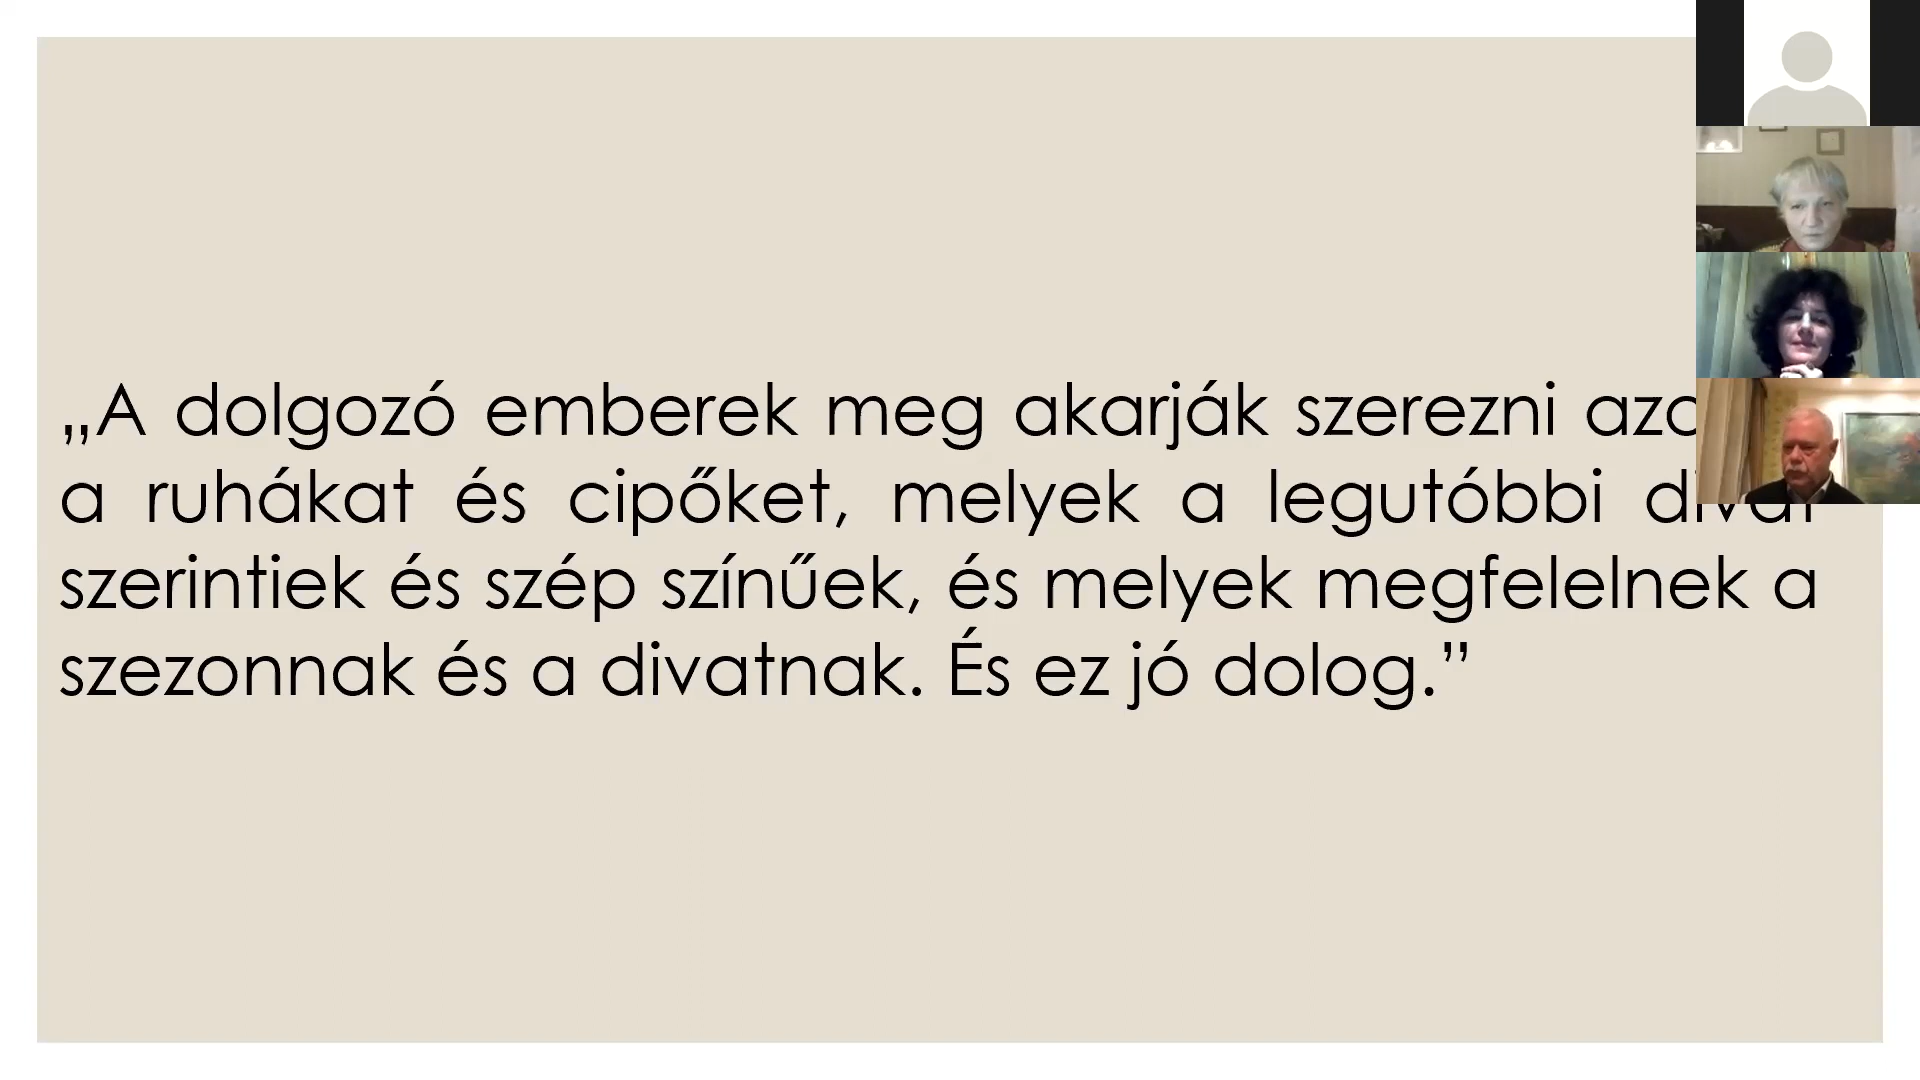 „A dolgozó emberek meg akarják szerezni
a ruhákat és cipőket, melyek a legutóbbi divat
szerintiek és szép színűek, és melyek megfelelnek a
szezonnak és a divatnak. És ez jó dolog.”